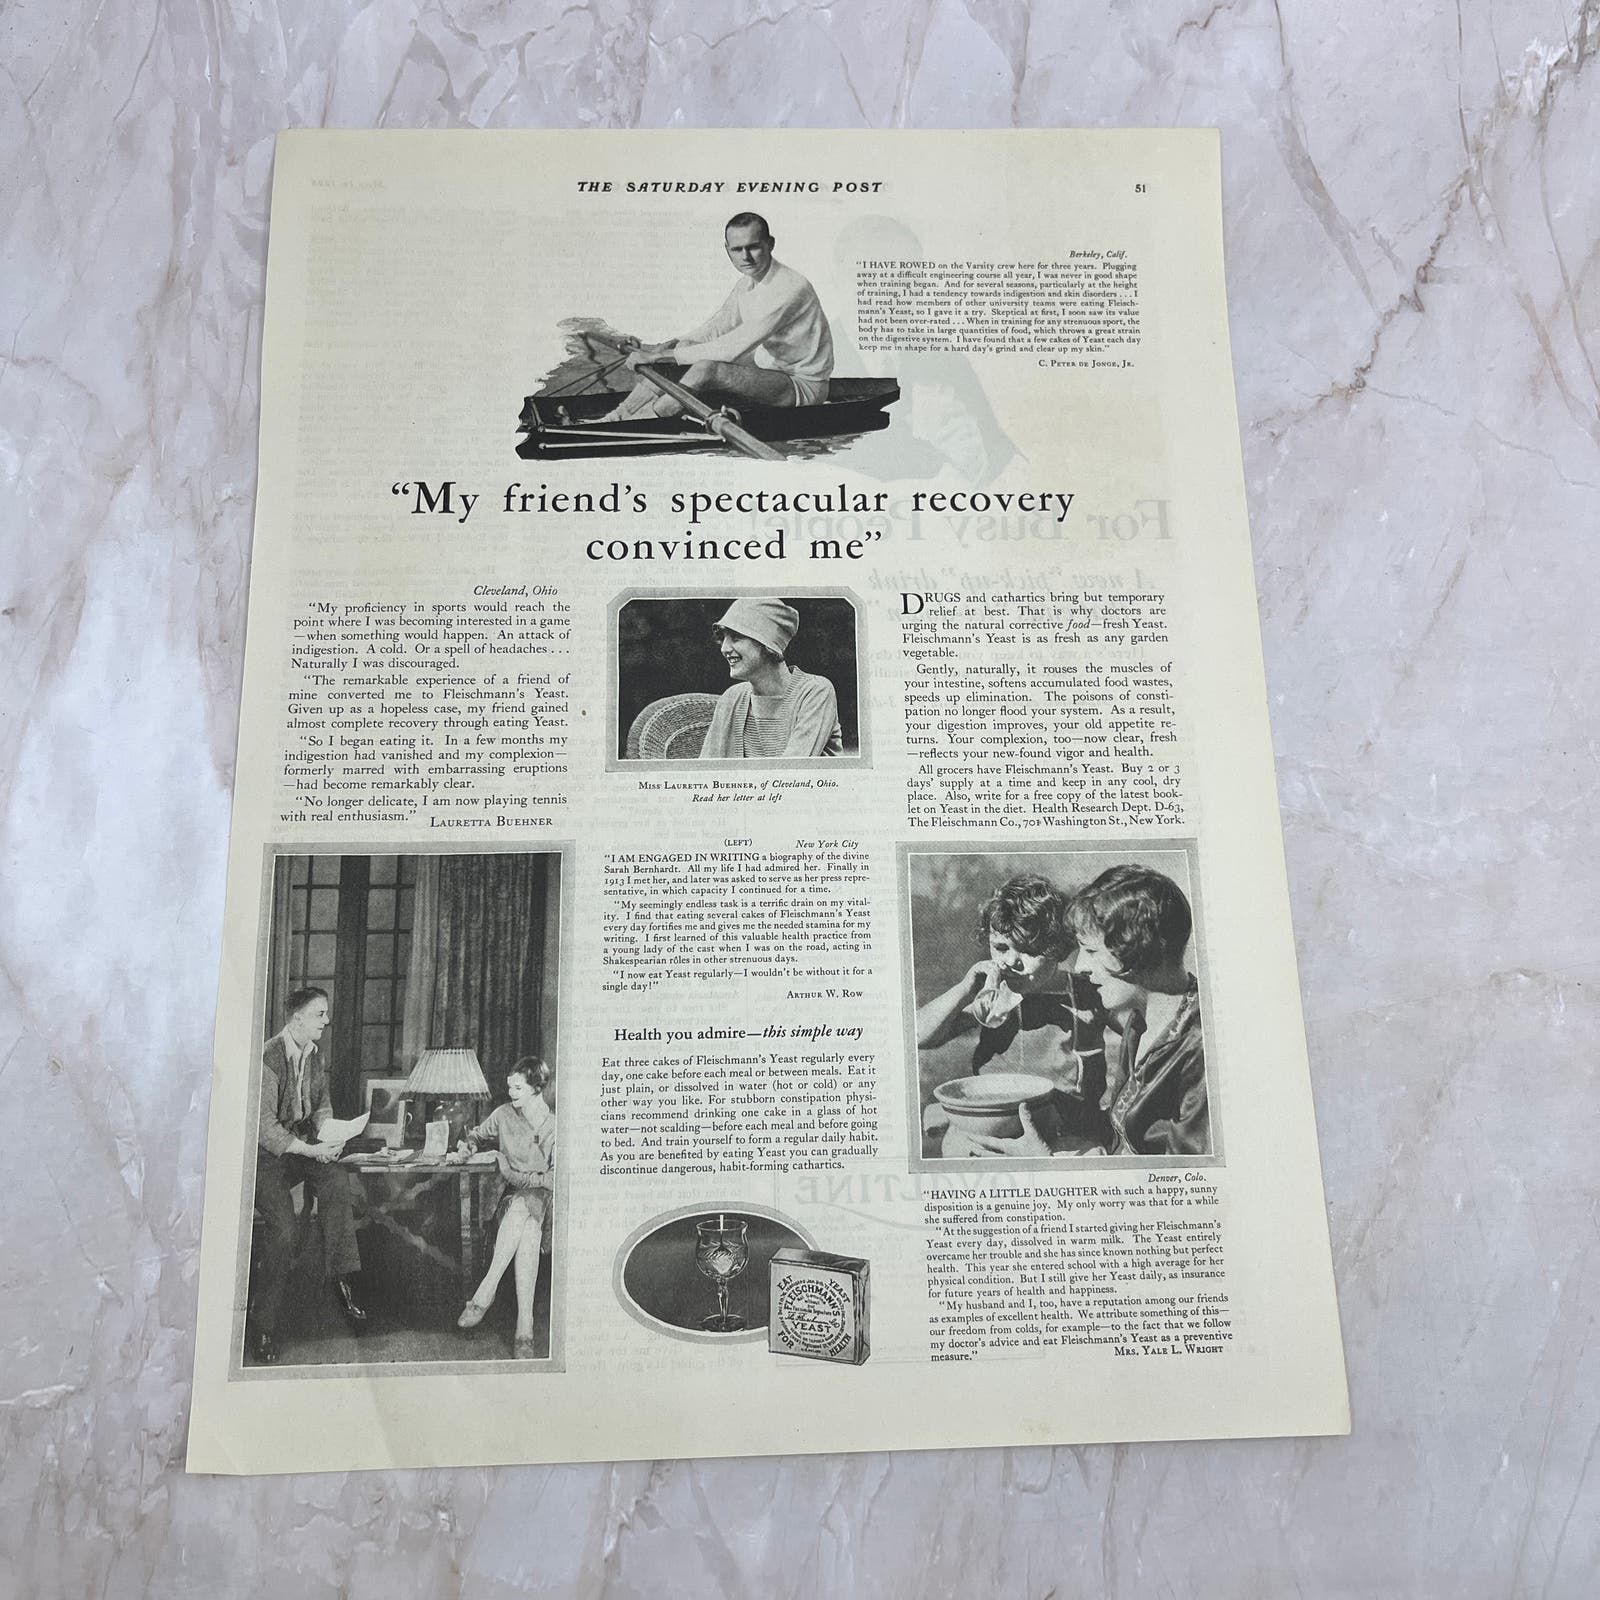 THE SATURDAY EVENING POST
51
Berkeley, Calif.
"I HAVE ROWED on the Varsity crew here for three years. Plugging
away at a difficult engineering course all year, I was never in good shape
when training began. And for several seasons, particularly at the height
of training, I had a tendency towards indigestion and skin disorders . . . I
had read how members of other university teams were eating Fleisch-
mann's Yeast, so I gave it a try. Skeptical at first, I soon saw its value
had not been over-rated . . . When in training for any strenuous sport, the
body has to take in large quantities of food, which throws a great strain
on the digestive system. I have found that a few cakes of Yeast each day
keep me in shape for a hard day's grind and clear up my skin."
C. PETER DE JONGE, JR.
"My friend's spectacular recovery
convinced me"
Cleveland, Ohio
"My proficiency in sports would reach the
point where I was becoming interested in a game
—when something would happen. An attack of
indigestion. A cold. Or a spell of headaches . . .
Naturally I was discouraged.
"The remarkable experience of a friend of
mine converted me to Fleischmann's Yeast.
Given up as a hopeless case, my friend gained
almost complete recovery through eating Yeast.
"So I began eating it. In a few months my
indigestion had vanished and my complexion—
formerly marred with embarrassing eruptions
—had become remarkably clear.
"No longer delicate, I am now playing tennis
with real enthusiasm."
LAURETTA BUEHNER
MISS LAURETTA BUEHNER, of Cleveland, Ohio.
Read her letter at left
DRUGS and cathartics bring but temporary
relief at best. That is why doctors are
urging the natural corrective food—fresh Yeast.
Fleischmann's Yeast is as fresh as any garden
vegetable.
Gently, naturally, it rouses the muscles of
your intestine, softens accumulated food wastes,
speeds up elimination. The poisons of consti-
pation no longer flood your system. As a result,
your digestion improves, your old appetite re-
turns. Your complexion, too—now clear, fresh
—reflects your new-found vigor and health.
All grocers have Fleischmann's Yeast. Buy 2 or 3
days' supply at a time and keep in any cool, dry
place. Also, write for a free copy of the latest book-
let on Yeast in the diet. Health Research Dept. D-63,
The Fleischmann Co., 701 Washington St., New York.
(LEFT)
New York City
"I AM ENGAGED IN WRITING a biography of the divine
Sarah Bernhardt. All my life I had admired her. Finally in
1913 I met her, and later was asked to serve as her press repre-
sentative, in which capacity I continued for a time.
"My seemingly endless task is a terrific drain on my vital-
ity. I find that eating several cakes of Fleischmann's Yeast
every day fortifies me and gives me the needed stamina for my
writing. I first learned of this valuable health practice from
a young lady of the cast when I was on the road, acting in
Shakespearian rôles in other strenuous days.
"I now eat Yeast regularly—I wouldn't be without it for a
single day!"
ARTHUR W. ROW
Health you admire—this simple way
Eat three cakes of Fleischmann's Yeast regularly every
day, one cake before each meal or between meals. Eat it
just plain, or dissolved in water (hot or cold) or any
other way you like. For stubborn constipation physi-
cians recommend drinking one cake in a glass of hot
water—not scalding—before each meal and before going
to bed. And train yourself to form a regular daily habit.
As you are benefited by eating Yeast you can gradually
discontinue dangerous, habit-forming cathartics.
EAT YEAST
FLEISCHMANN'S
YEAST
FOR HEALTH
Denver, Colo.
"HAVING A LITTLE DAUGHTER with such a happy, sunny
disposition is a genuine joy. My only worry was that for a while
she suffered from constipation.
"At the suggestion of a friend I started giving her Fleischmann's
Yeast every day, dissolved in warm milk. The Yeast entirely
overcame her trouble and she has since known nothing but perfect
health. This year she entered school with a high average for her
physical condition. But I still give her Yeast daily, as insurance
for future years of health and happiness.
"My husband and I, too, have a reputation among our friends
as examples of excellent health. We attribute something of this—
our freedom from colds, for example—to the fact that we follow
my doctor's advice and eat Fleischmann's Yeast as a preventive
measure."
MRS. YALE L. WRIGHT